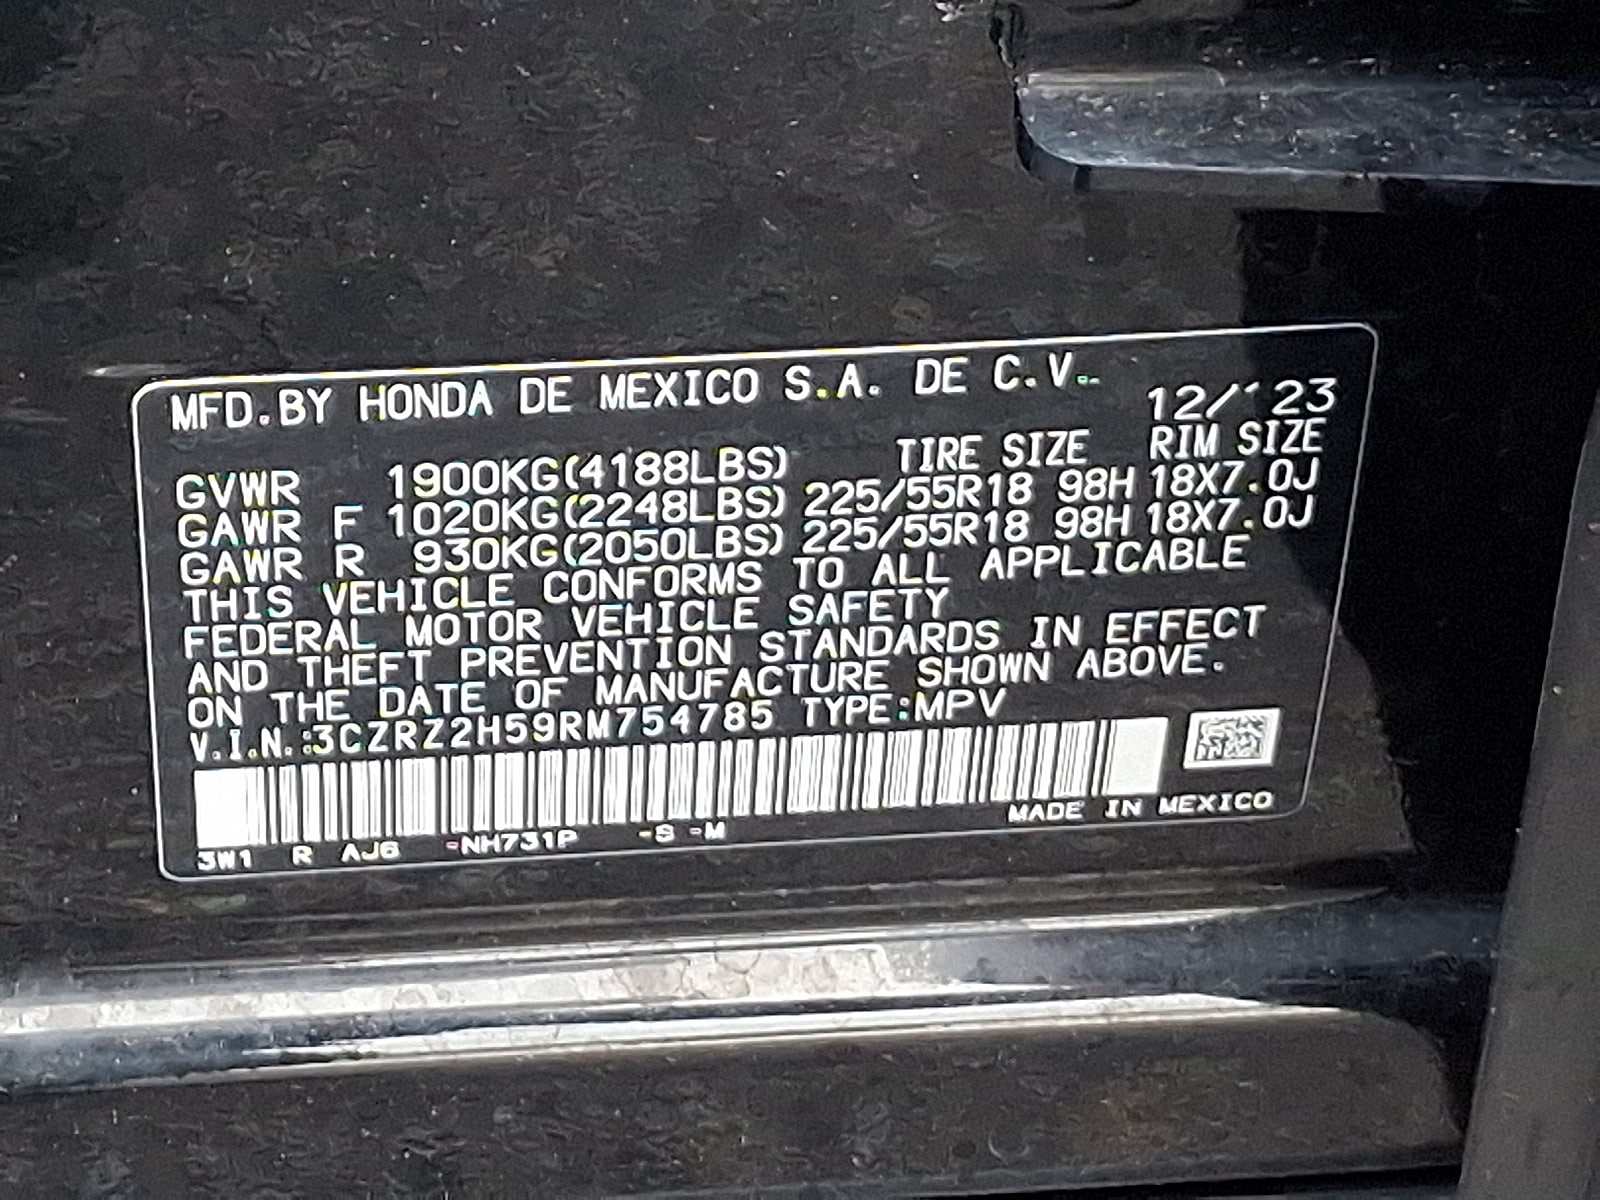 MFD.BY HONDA DE MEXICO S.A. DE C.V.
12/'23
TIRE SIZE RIM SIZE
GVWR 1900KG(4188LBS)
GAWR F 1020KG(2248LBS) 225/55R18 98H 18X7.0J
GAWR R 930KG(2050LBS) 225/55R18 98H 18X7.0J
THIS VEHICLE CONFORMS TO ALL APPLICABLE
FEDERAL MOTOR VEHICLE SAFETY
AND THEFT PREVENTION STANDARDS IN EFFECT
ON THE DATE OF MANUFACTURE SHOWN ABOVE.
V.I.N.:3CZRZ2H59RM754785 TYPE:MPV
3W1 R AJ6 -NH731P -S -M MADE IN MEXICO